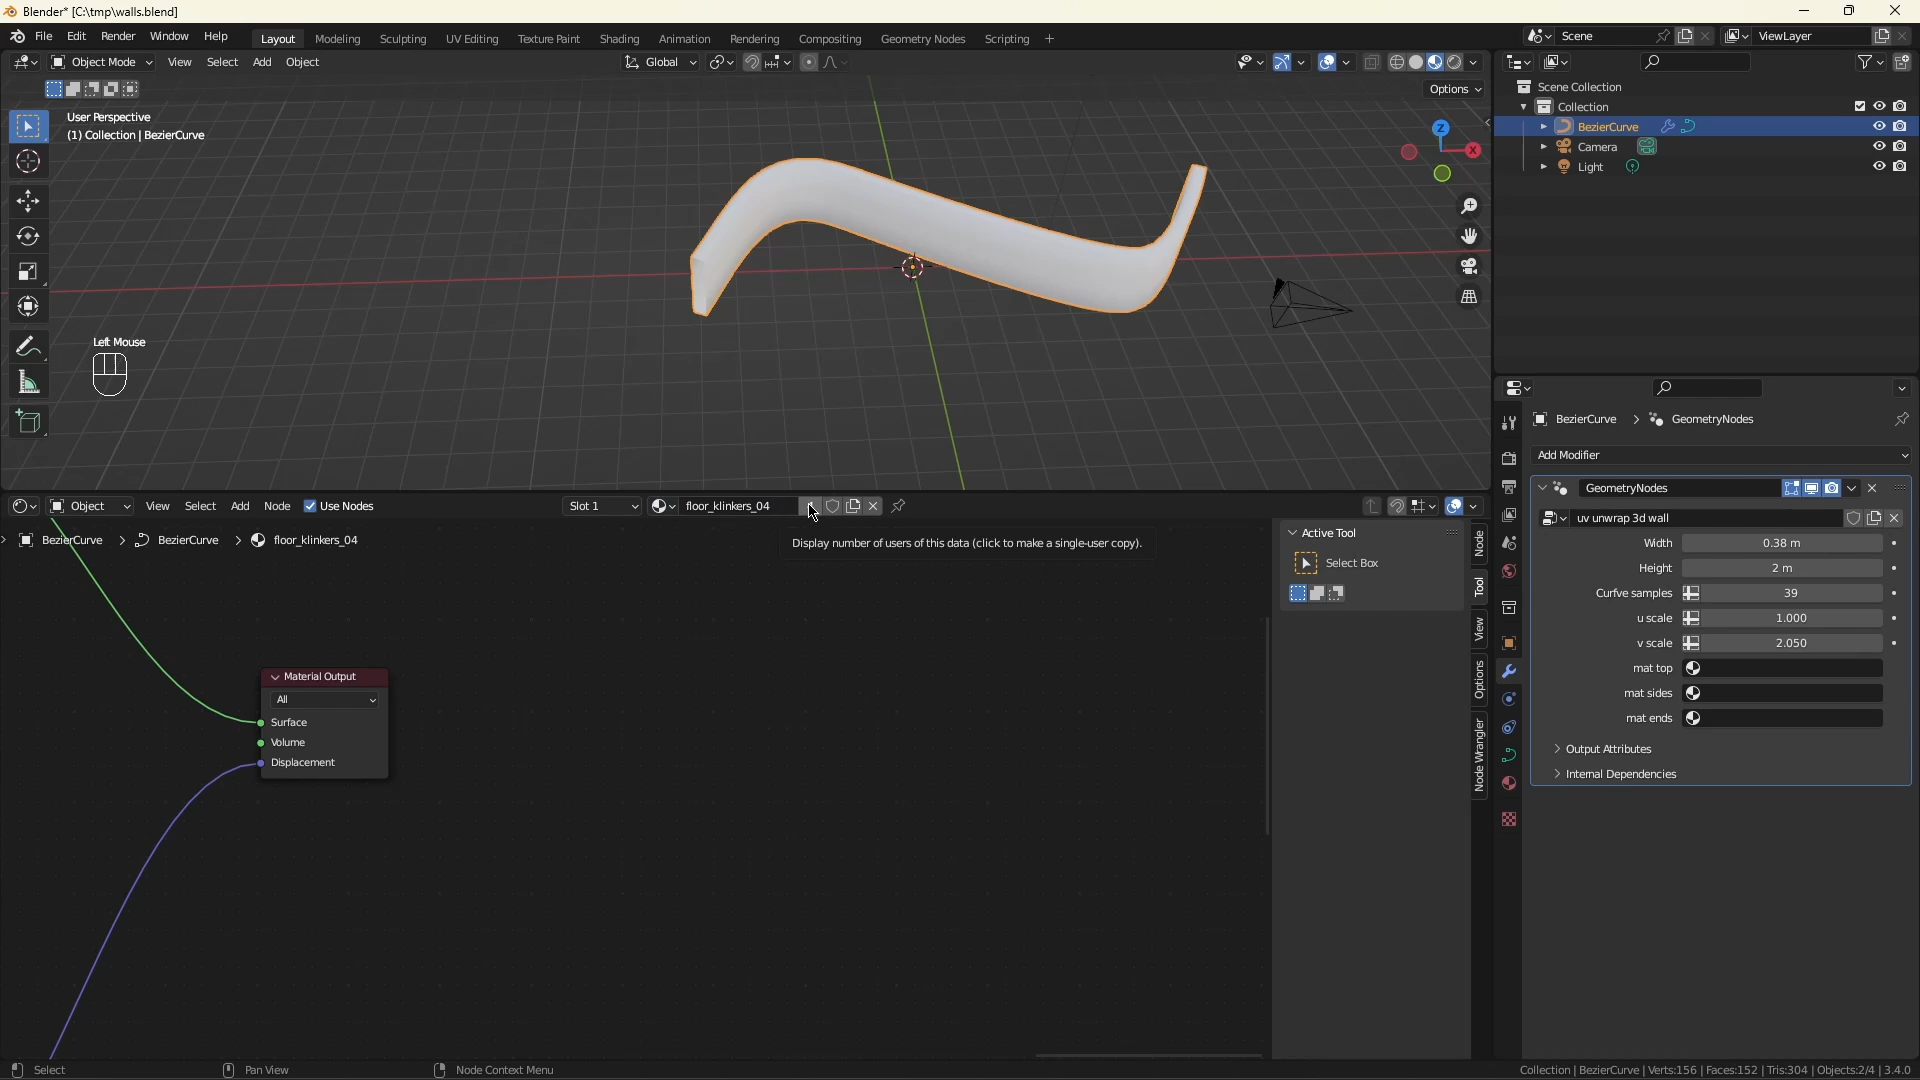 Blender* [C:\tmp\walls.blend]
File Edit Render Window Help Layout Modeling Sculpting UV Editing Texture Paint Shading Animation Rendering Compositing Geometry Nodes Scripting + Scene ViewLayer
Object Mode View Select Add Object Global
Options
User Perspective
(1) Collection | BezierCurve
Z
X
Left Mouse
Scene Collection
Collection
BezierCurve
Camera
Light
BezierCurve > GeometryNodes
Add Modifier
GeometryNodes
uv unwrap 3d wall
Width 0.38 m
Height 2 m
Curfve samples 39
u scale 1.000
v scale 2.050
mat top
mat sides
mat ends
Output Attributes
Internal Dependencies
Object View Select Add Node Use Nodes Slot 1 floor_klinkers_04
BezierCurve > BezierCurve > floor_klinkers_04
Display number of users of this data (click to make a single-user copy).
Active Tool
Select Box
Node
Tool
View
Options
Node Wrangler
Material Output
All
Surface
Volume
Displacement
Select Pan View Node Context Menu Collection | BezierCurve | Verts:156 | Faces:152 | Tris:304 | Objects:2/4 | 3.4.0